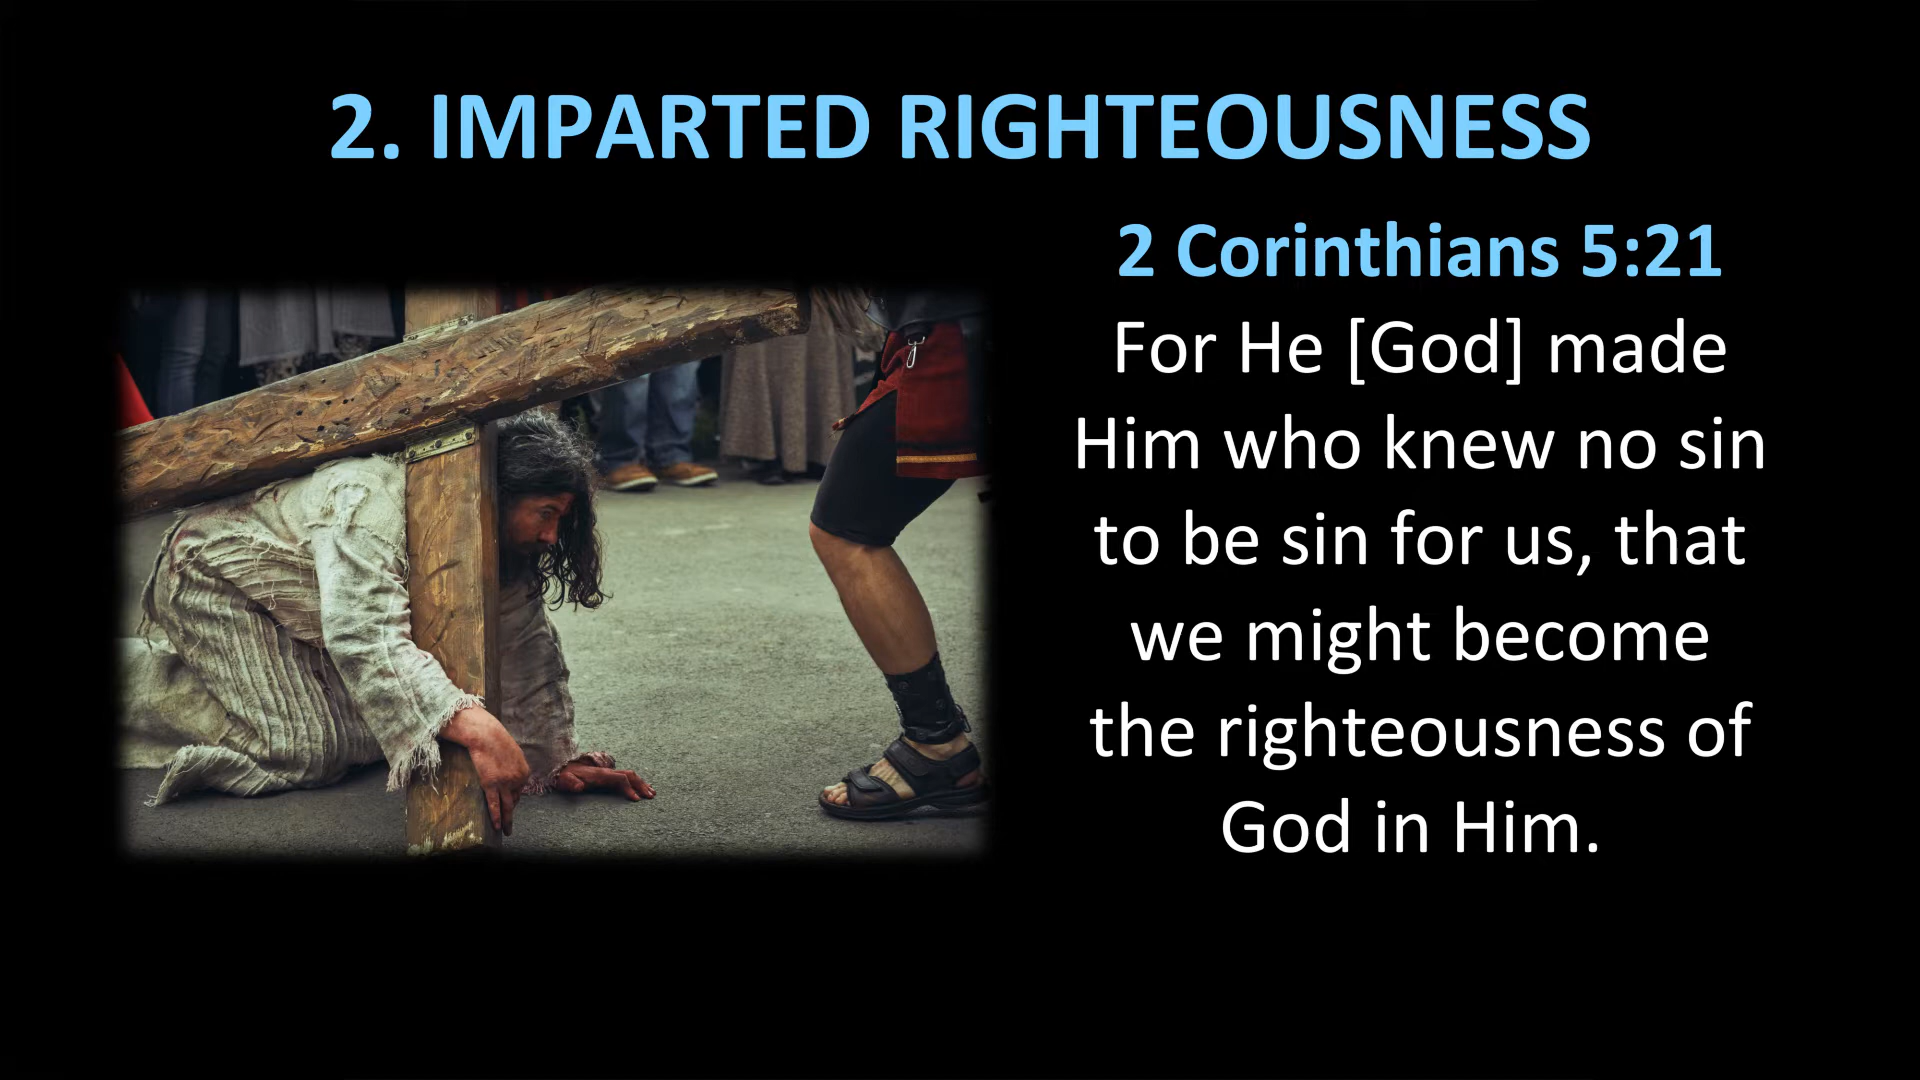 2. IMPARTED RIGHTEOUSNESS
2 Corinthians 5:21
For He [God] made
Him who knew no sin
to be sin for us, that
we might become
the righteousness of
God in Him.